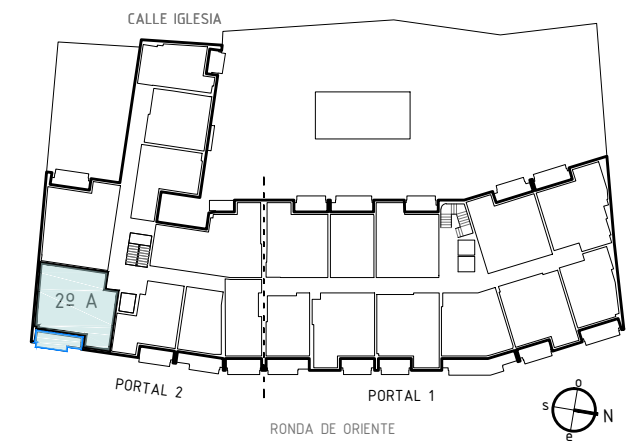 CALLE IGLESIA
2º A
PORTAL 2
PORTAL 1
RONDA DE ORIENTE
o
s
N
e